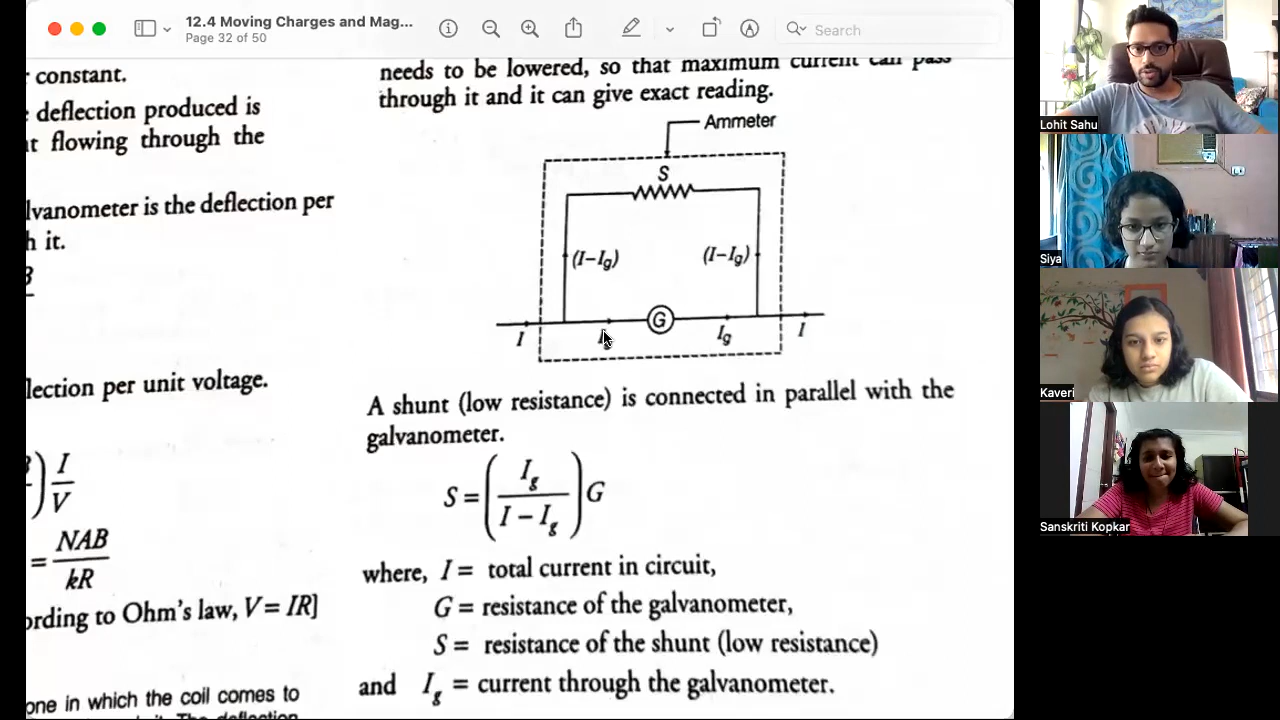 12.4 Moving Charges and Mag...
Page 32 of 50
Search
constant.
deflection produced is
flowing through the
lvanometer is the deflection per
h it.
lection per unit voltage.
) I
V
= NAB
kR
ording to Ohm's law, V = IR]
one in which the coil comes to
needs to be lowered, so that maximum current can pass
through it and it can give exact reading.
Ammeter
S
(I–Ig) (I–Ig)
G
I Ig I
A shunt (low resistance) is connected in parallel with the
galvanometer.
S = ( Ig / I – Ig ) G
where, I = total current in circuit,
G = resistance of the galvanometer,
S = resistance of the shunt (low resistance)
and Ig = current through the galvanometer.
Lohit Sahu
Siya
Kaveri
Sanskriti Kopkar